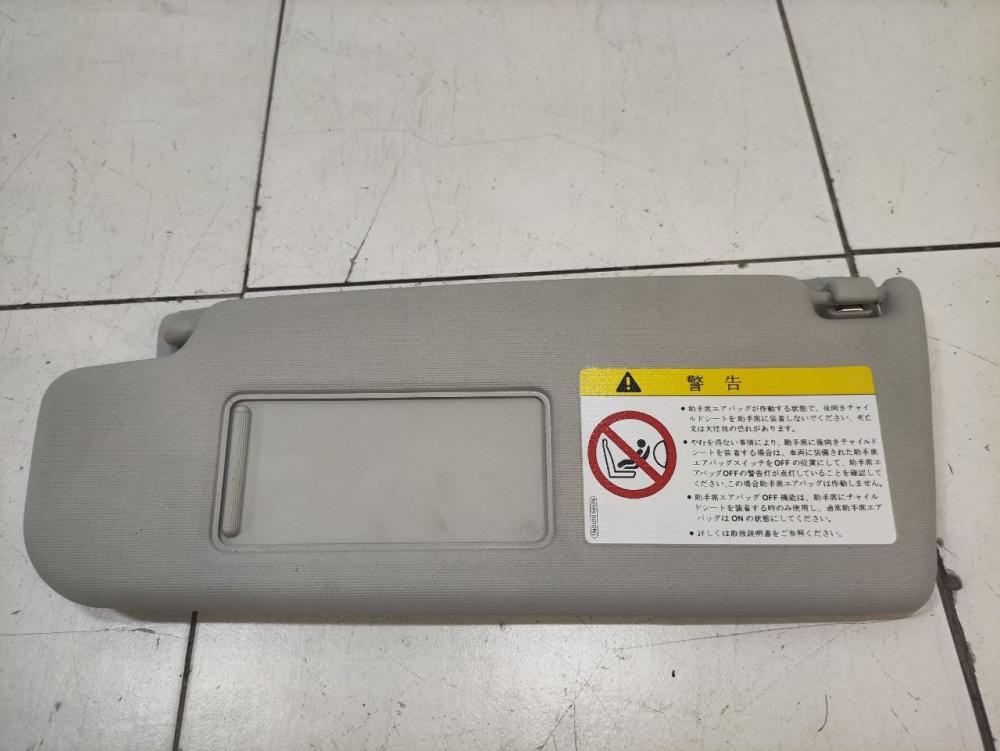 警告
● 助手席エアバッグが作動する状態で、後向きチャイ
ルドシートを助手席に装着しないでください。死亡
又は大怪我の恐れがあります。
● やむを得ない事情により、助手席に後向きチャイルド
シートを装着する場合は、車両に装備された助手席
エアバッグスイッチをOFFの位置にして、助手席エ
アバッグOFFの警告灯が点灯していることを確認して
ください。この場合助手席エアバッグは作動しません。
● 助手席エアバッグ OFF 機能は、助手席にチャイル
ドシートを装着する時のみ使用し、通常助手席エア
バッグは ON の状態にしてください。
● 詳しくは取扱説明書をご参照ください。